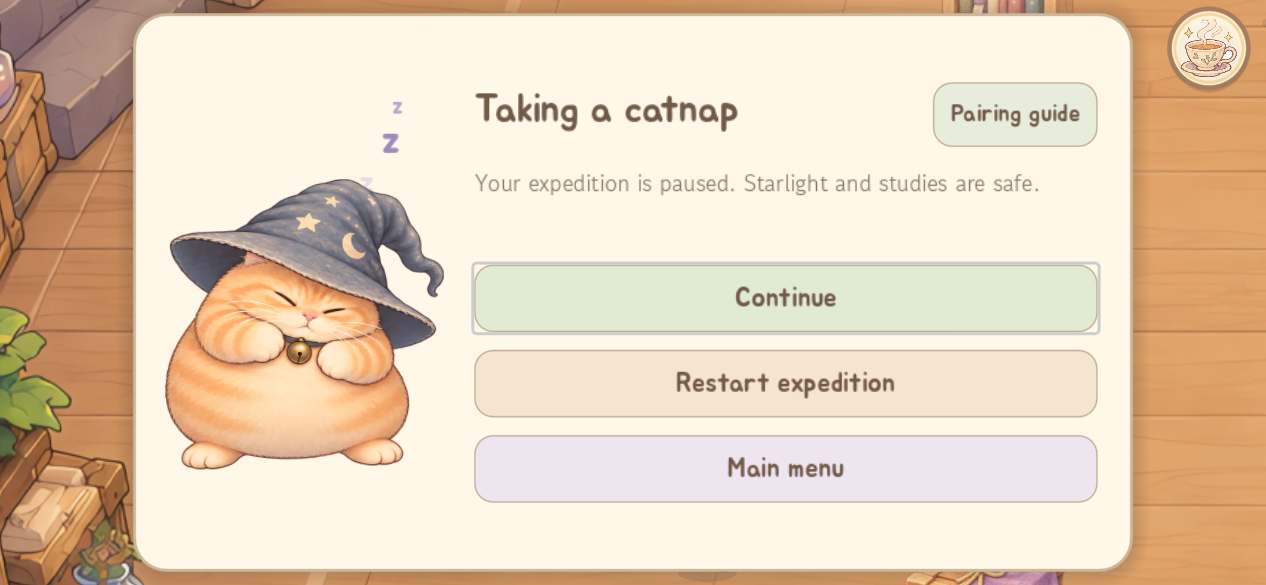 z
z
z
Taking a catnap
Pairing guide
Your expedition is paused. Starlight and studies are safe.
Continue
Restart expedition
Main menu